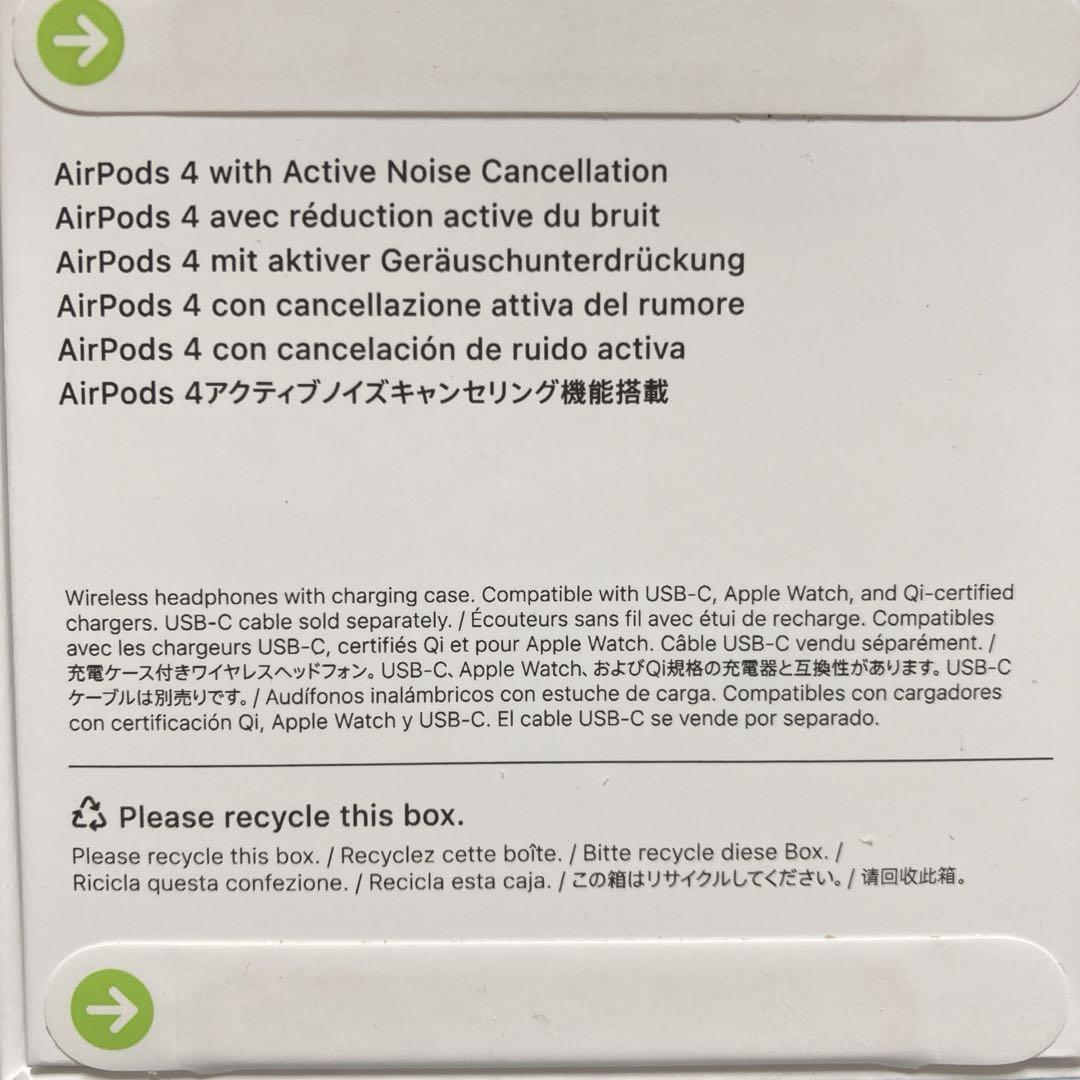 AirPods 4 with Active Noise Cancellation
AirPods 4 avec réduction active du bruit
AirPods 4 mit aktiver Geräuschunterdrückung
AirPods 4 con cancellazione attiva del rumore
AirPods 4 con cancelación de ruido activa
AirPods 4アクティブノイズキャンセリング機能搭載
Wireless headphones with charging case. Compatible with USB-C, Apple Watch, and Qi-certified
chargers. USB-C cable sold separately. / Écouteurs sans fil avec étui de recharge. Compatibles
avec les chargeurs USB-C, certifiés Qi et pour Apple Watch. Câble USB-C vendu séparément. /
充電ケース付きワイヤレスヘッドフォン。USB-C、Apple Watch、およびQi規格の充電器と互換性があります。USB-C
ケーブルは別売りです。/ Audífonos inalámbricos con estuche de carga. Compatibles con cargadores
con certificación Qi, Apple Watch y USB-C. El cable USB-C se vende por separado.
Please recycle this box.
Please recycle this box. / Recyclez cette boîte. / Bitte recycle diese Box. /
Ricicla questa confezione. / Recicla esta caja. / この箱はリサイクルしてください。/ 请回收此箱。